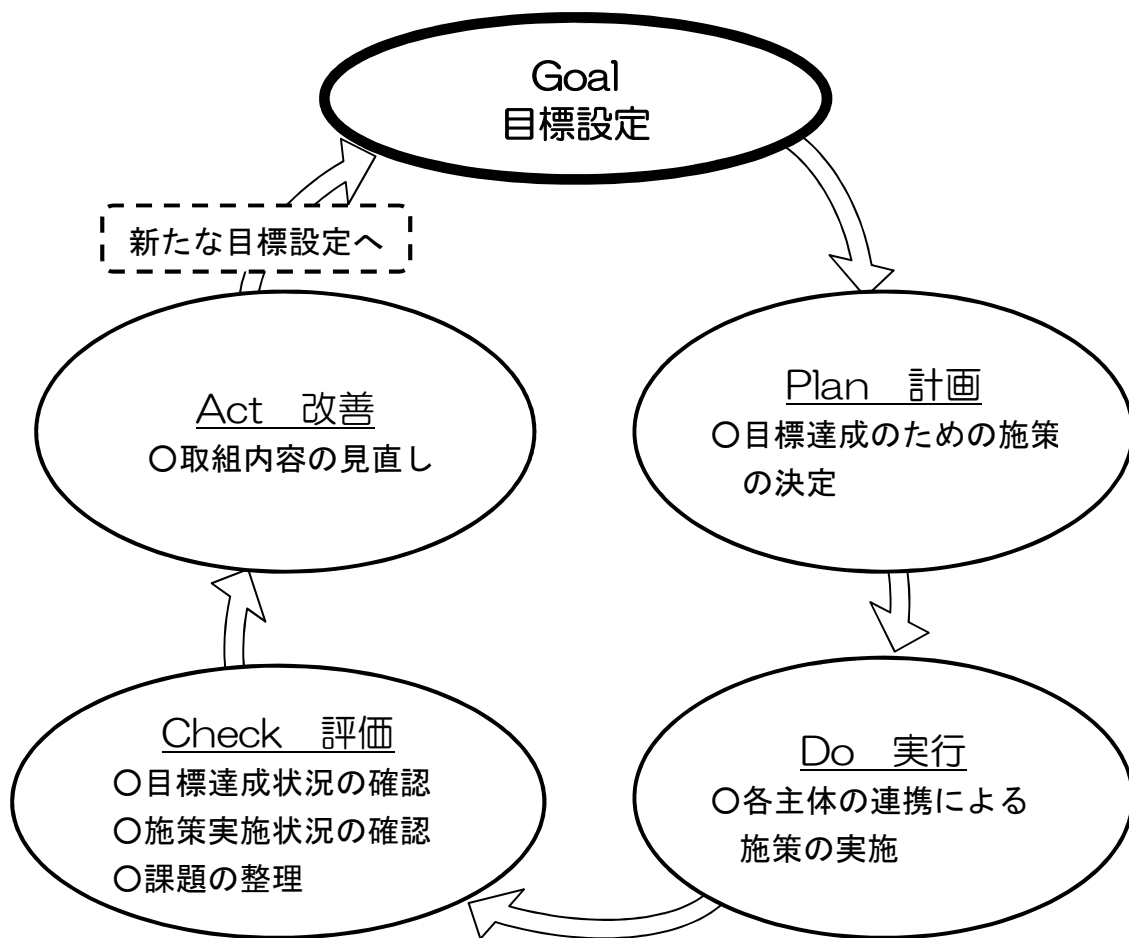 Goal
目標設定
新たな目標設定へ
Plan　計画
○目標達成のための施策
の決定
Do　実行
○各主体の連携による
施策の実施
Check　評価
○目標達成状況の確認
○施策実施状況の確認
○課題の整理
Act　改善
○取組内容の見直し